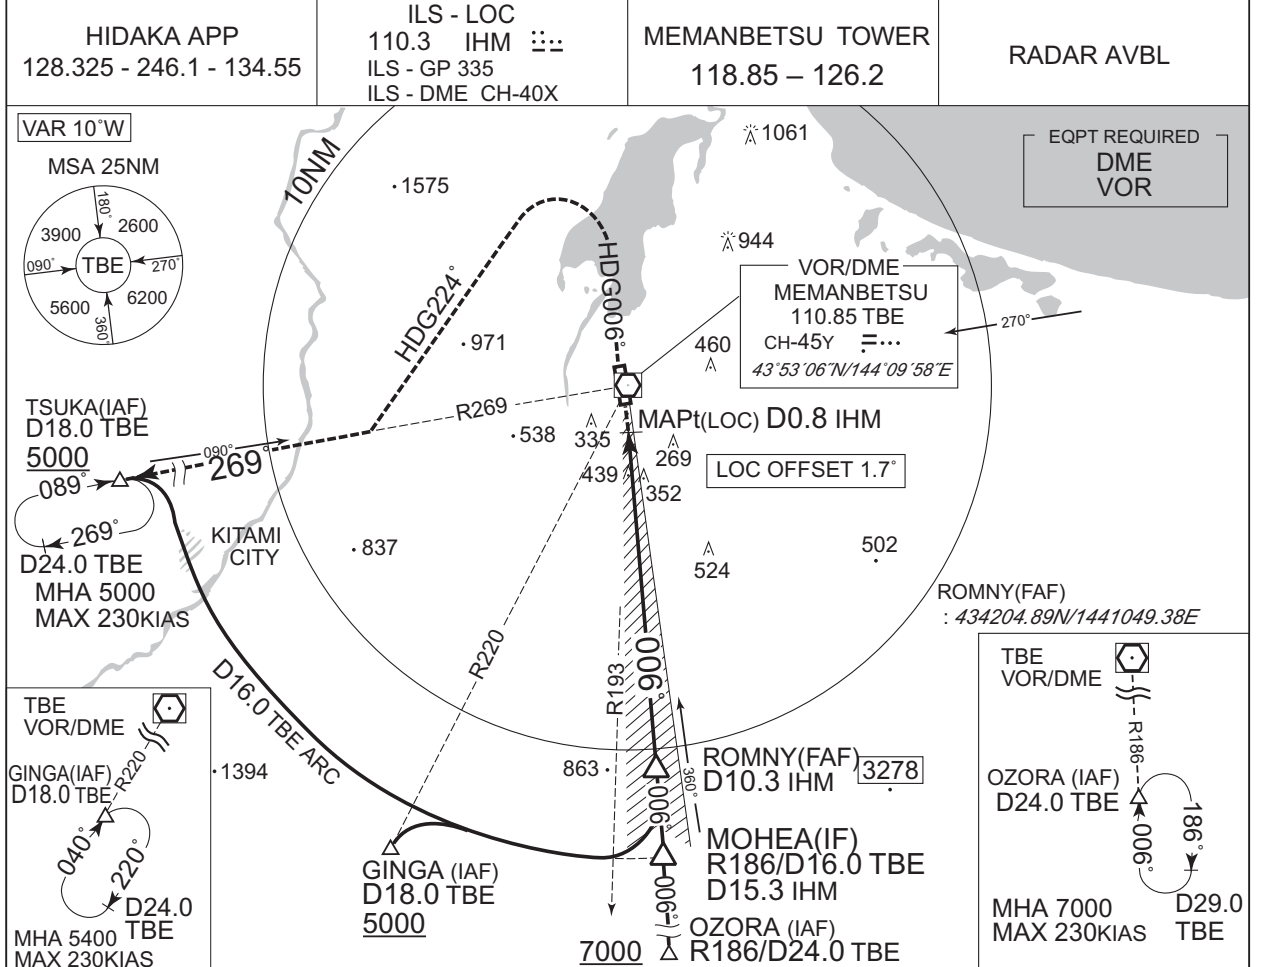 HIDAKA APP
128.325 - 246.1 - 134.55
ILS - LOC
110.3 IHM
ILS - GP 335
ILS - DME CH-40X
MEMANBETSU TOWER
118.85 – 126.2
RADAR AVBL
VAR 10°W
MSA 25NM
180°
3900
2600
090°
TBE
270°
5600
6200
360°
10NM
1575
1061
944
EQPT REQUIRED
DME
VOR
VOR/DME
MEMANBETSU
110.85 TBE
CH-45Y
43°53´06˝N/144°09´58˝E
270°
HDG224°
HDG006°
971
460
R269
TSUKA(IAF)
D18.0 TBE
5000
089°
269°
D24.0 TBE
MHA 5000
MAX 230KIAS
090°
269°
538
335
MAPt(LOC) D0.8 IHM
269
439
352
LOC OFFSET 1.7°
KITAMI
CITY
837
524
502
ROMNY(FAF)
: 434204.89N/1441049.38E
R220
R193
006°
D16.0 TBE ARC
TBE
VOR/DME
R220
GINGA(IAF)
D18.0 TBE
040°
220°
D24.0
TBE
MHA 5400
MAX 230KIAS
1394
863
ROMNY(FAF)
D10.3 IHM
3278
360°
006°
MOHEA(IF)
R186/D16.0 TBE
D15.3 IHM
GINGA (IAF)
D18.0 TBE
5000
006°
OZORA (IAF)
R186/D24.0 TBE
7000
TBE
VOR/DME
R186
OZORA (IAF)
D24.0 TBE
006°
186°
MHA 7000
MAX 230KIAS
D29.0
TBE